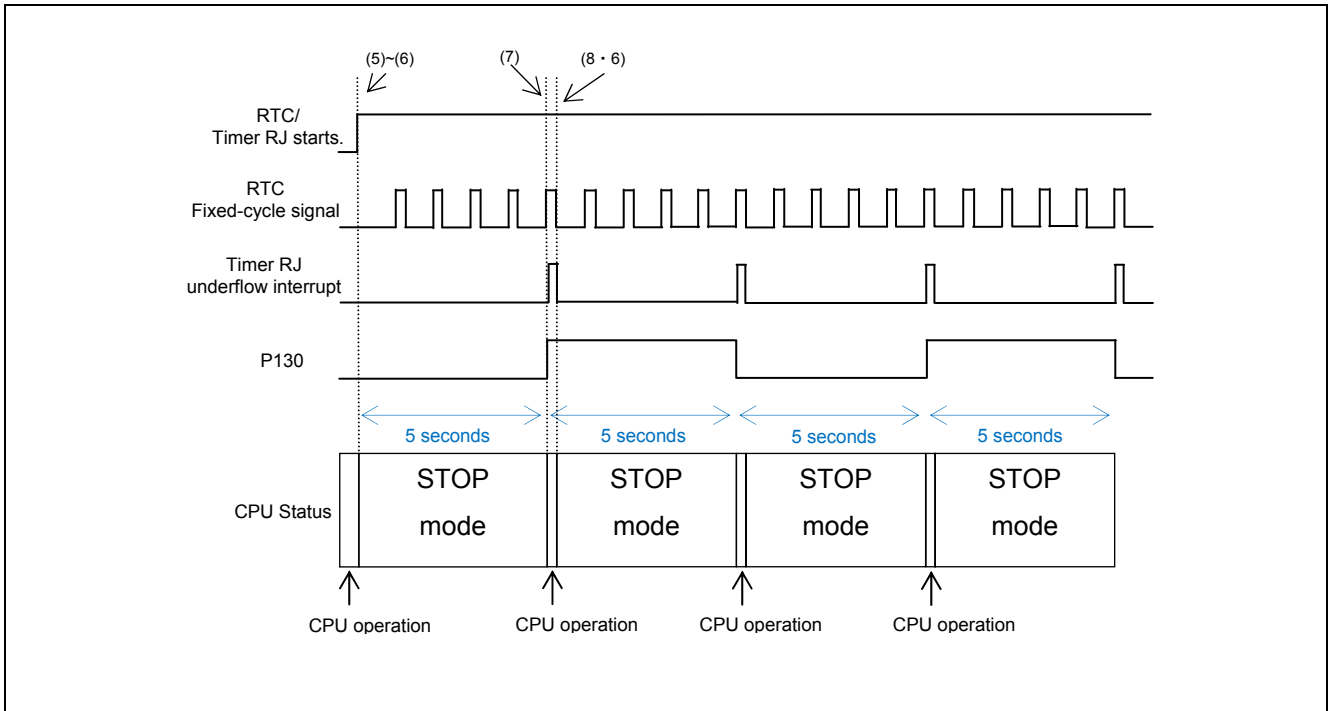 (5)~(6)
(7)
(8・6)
RTC/
Timer RJ starts.
RTC
Fixed-cycle signal
Timer RJ
underflow interrupt
P130
5 seconds
5 seconds
5 seconds
5 seconds
CPU Status
STOP
mode
STOP
mode
STOP
mode
STOP
mode
CPU operation
CPU operation
CPU operation
CPU operation